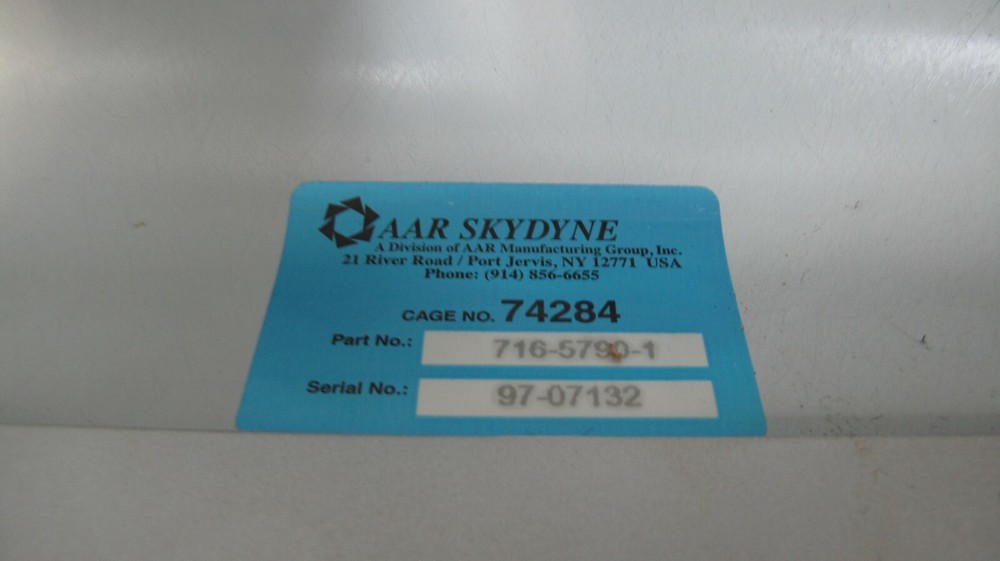 AAR SKYDYNE
A Division of AAR Manufacturing Group, Inc.
21 River Road / Port Jervis, NY 12771 USA
Phone: (914) 856-6655
CAGE NO. 74284
Part No.: 716-5790-1
Serial No.: 97-07132